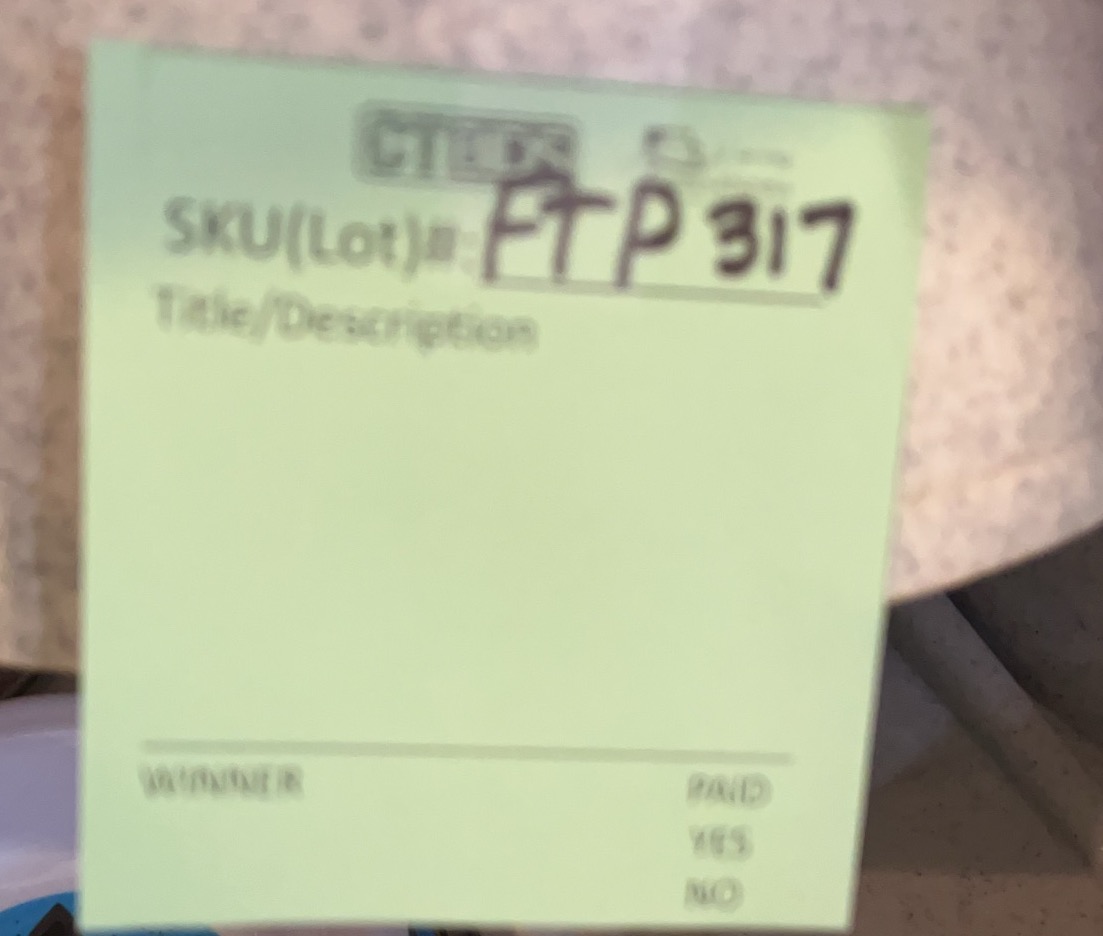 SKU(Lot)#: FTP 317
Title/Description
WINNER PAID
YES
NO